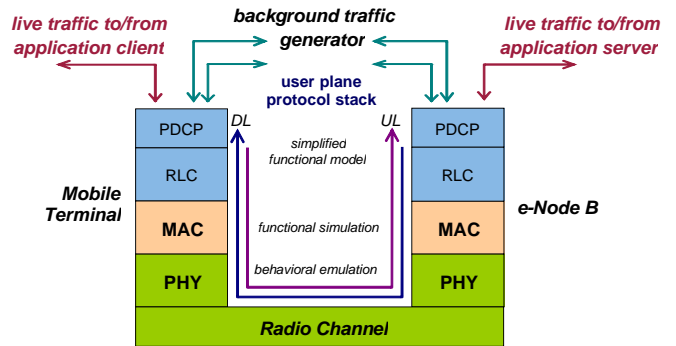 live traffic to/from
application client
background traffic
generator
live traffic to/from
application server
user plane
protocol stack
DL
UL
PDCP
PDCP
simplified
functional model
RLC
RLC
Mobile
Terminal
e-Node B
MAC
functional simulation
MAC
behavioral emulation
PHY
PHY
Radio Channel